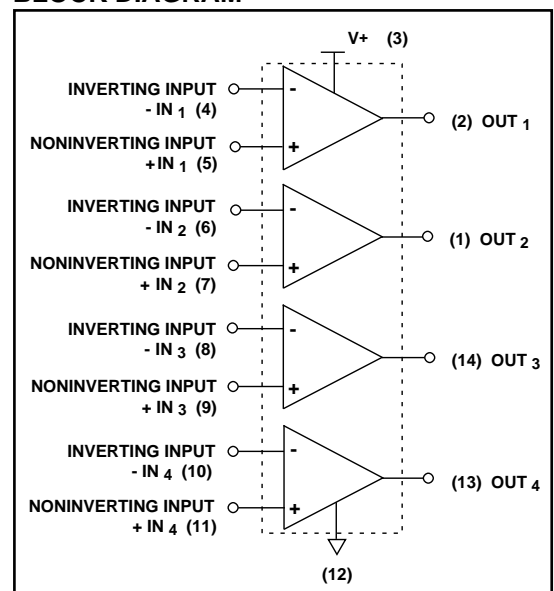 BLOCK DIAGRAM
V+ (3)
INVERTING INPUT
- IN 1 (4)
-
NONINVERTING INPUT
+IN 1 (5)
+
(2) OUT 1
INVERTING INPUT
- IN 2 (6)
-
NONINVERTING INPUT
+ IN 2 (7)
+
(1) OUT 2
INVERTING INPUT
- IN 3 (8)
-
NONINVERTING INPUT
+ IN 3 (9)
+
(14) OUT 3
INVERTING INPUT
- IN 4 (10)
-
NONINVERTING INPUT
+ IN 4 (11)
+
(13) OUT 4
(12)